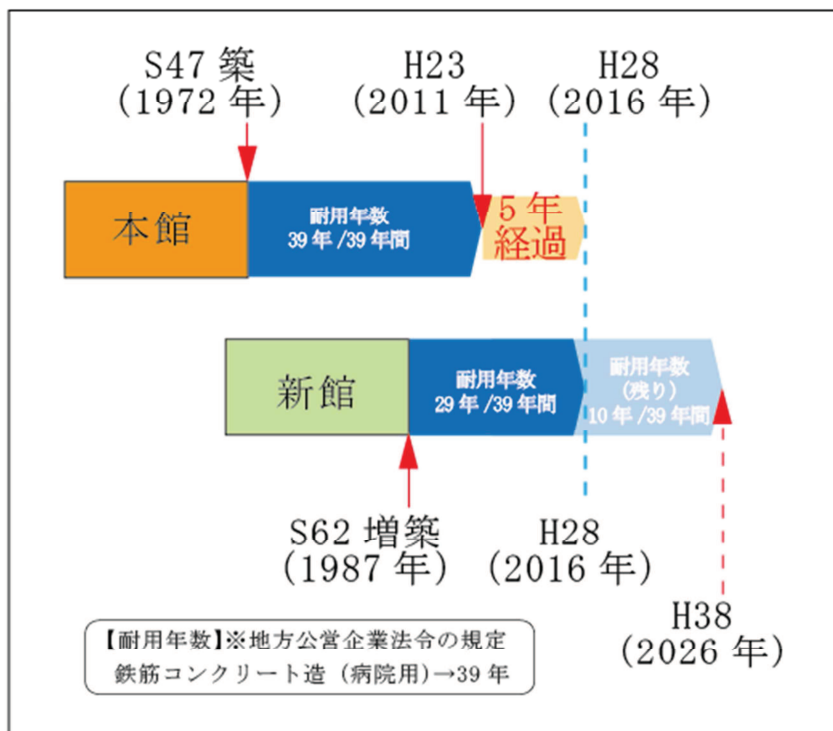 S47 築
(1972 年)
H23
(2011 年)
H28
(2016 年)
本館
耐用年数
39 年 /39 年間
5 年
経過
新館
耐用年数
29 年 /39 年間
耐用年数
(残り)
10 年 /39 年間
S62 増築
(1987 年)
H28
(2016 年)
H38
(2026 年)
【耐用年数】※地方公営企業法令の規定
鉄筋コンクリート造 (病院用)→39 年